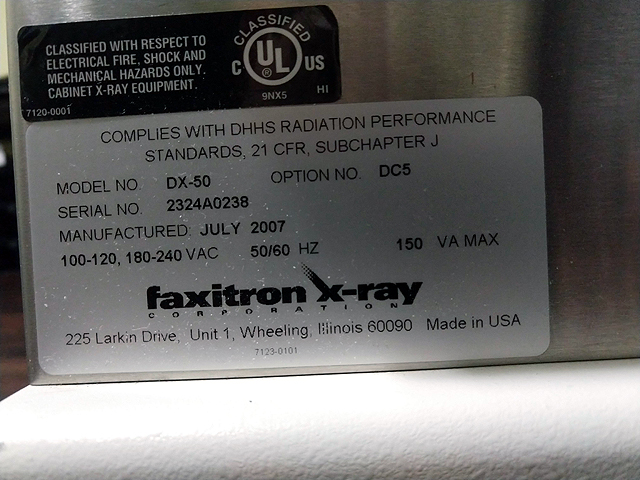 CLASSIFIED WITH RESPECT TO
ELECTRICAL FIRE, SHOCK AND
MECHANICAL HAZARDS ONLY.
CABINET X-RAY EQUIPMENT.
7120-0001
CLASSIFIED
C UL ® US
9NX5 HI
COMPLIES WITH DHHS RADIATION PERFORMANCE
STANDARDS, 21 CFR, SUBCHAPTER J
MODEL NO. DX-50 OPTION NO. DC5
SERIAL NO. 2324A0238
MANUFACTURED: JULY 2007
100-120, 180-240 VAC 50/60 HZ 150 VA MAX
faxitron x-ray
CORPORATION
225 Larkin Drive, Unit 1, Wheeling, Illinois 60090 Made in USA
7123-0101